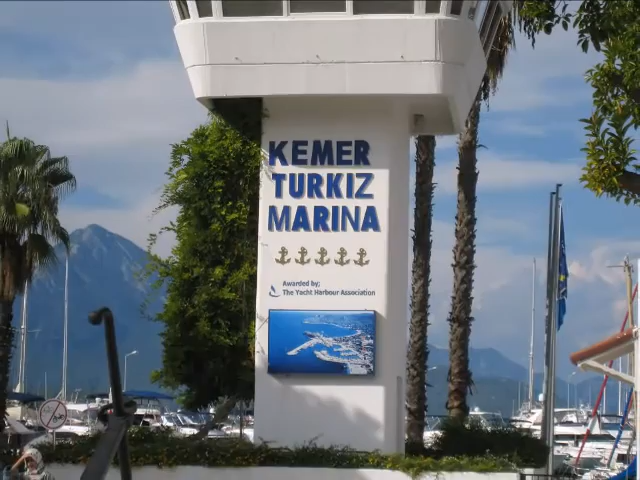 KEMER
TURKIZ
MARINA
Awarded by;
The Yacht Harbour Association